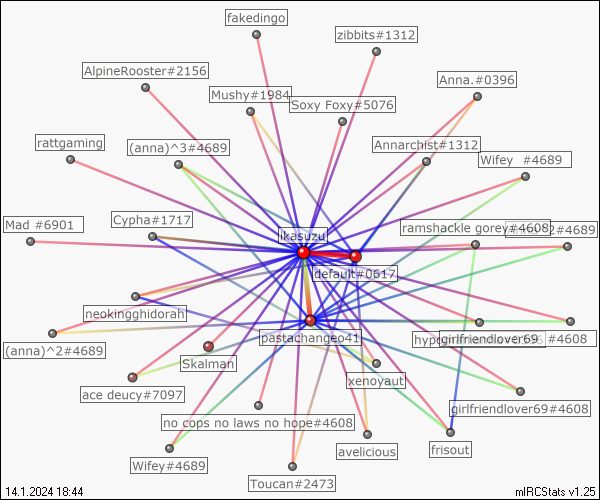 fakedingo
zibbits#1312
AlpineRooster#2156
Anna.#0396
Mushy#1984
Soxy Foxy#5076
rattgaming
(anna)^3#4689
Annarchist#1312
Wifey #4689
Mad #6901
Cypha#1717
ikasuzu
ramshackle gorey#4608
2#4689
default#0617
neokingghidorah
pastachangeo41
girlfriendlover69 #4608
(anna)^2#4689
Skalman
xenoyaut
ace deucy#7097
no cops no laws no hope#4608
girlfriendlover69#4608
avelicious
frisout
Wifey#4689
Toucan#2473
14.1.2024 18:44
mIRCStats v1.25